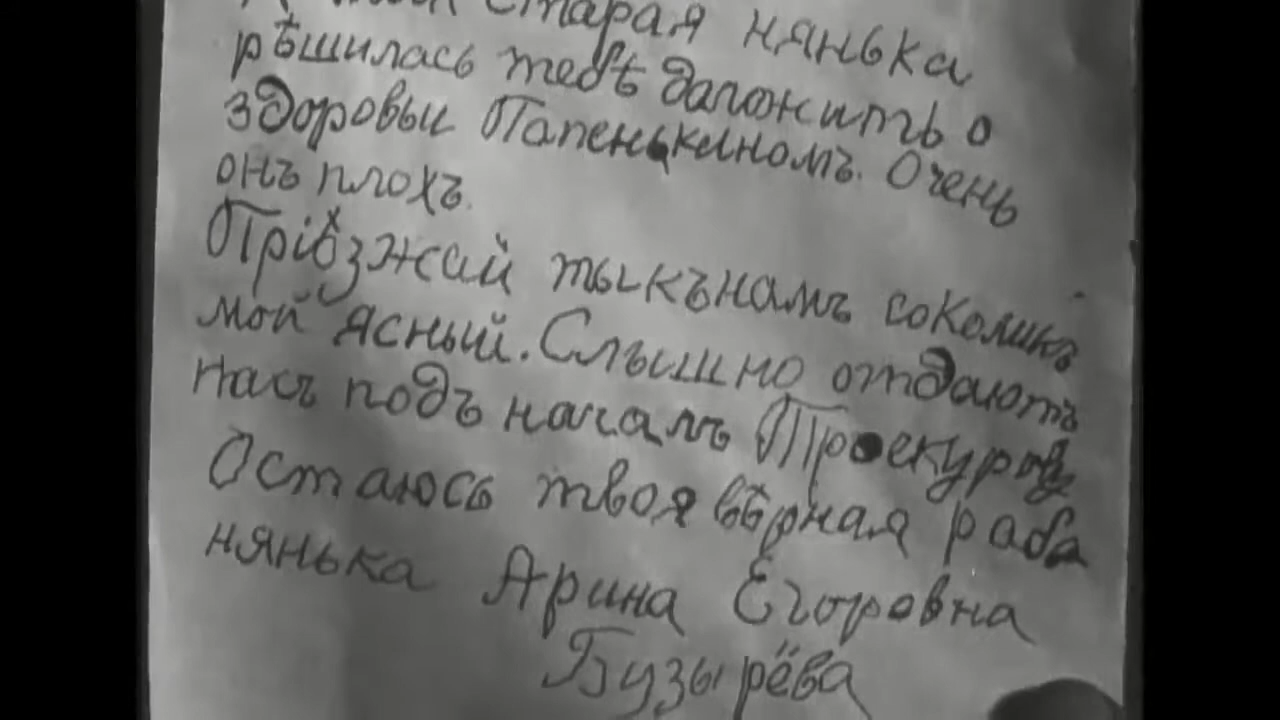 старая нянька
рѣшилась тебѣ даложить о
здоровьи Папенькиномъ. Очень
онъ плохъ.
Пріѣзжай ты къ намъ соколикъ
мой ясный. Слышно отдаютъ
насъ подъ началъ Троекурову
Остаюсь твоя вѣрная раба
нянька Арина Егоровна
Бузырёва